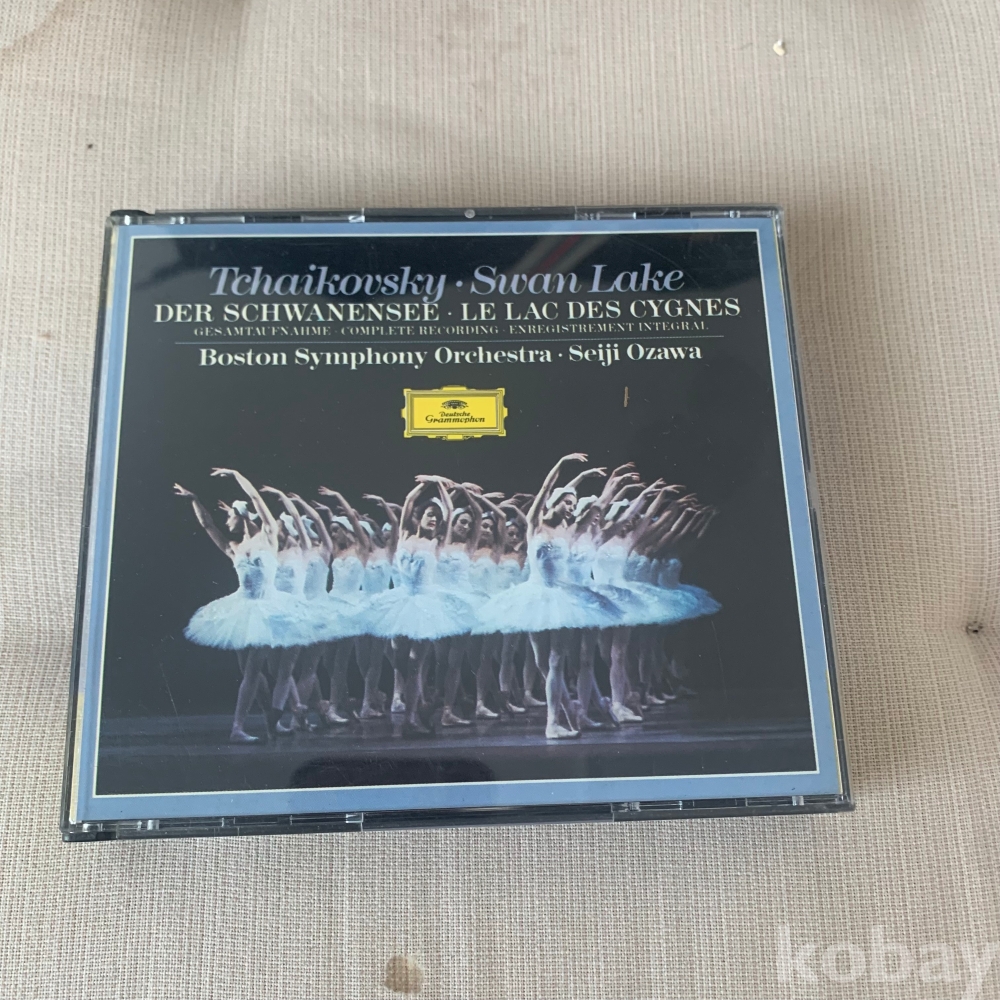 Tchaikovsky · Swan Lake
DER SCHWANENSEE · LE LAC DES CYGNES
GESAMTAUFNAHME · COMPLETE RECORDING · ENREGISTREMENT INTEGRAL
Boston Symphony Orchestra · Seiji Ozawa
Deutsche
Grammophon
kobay